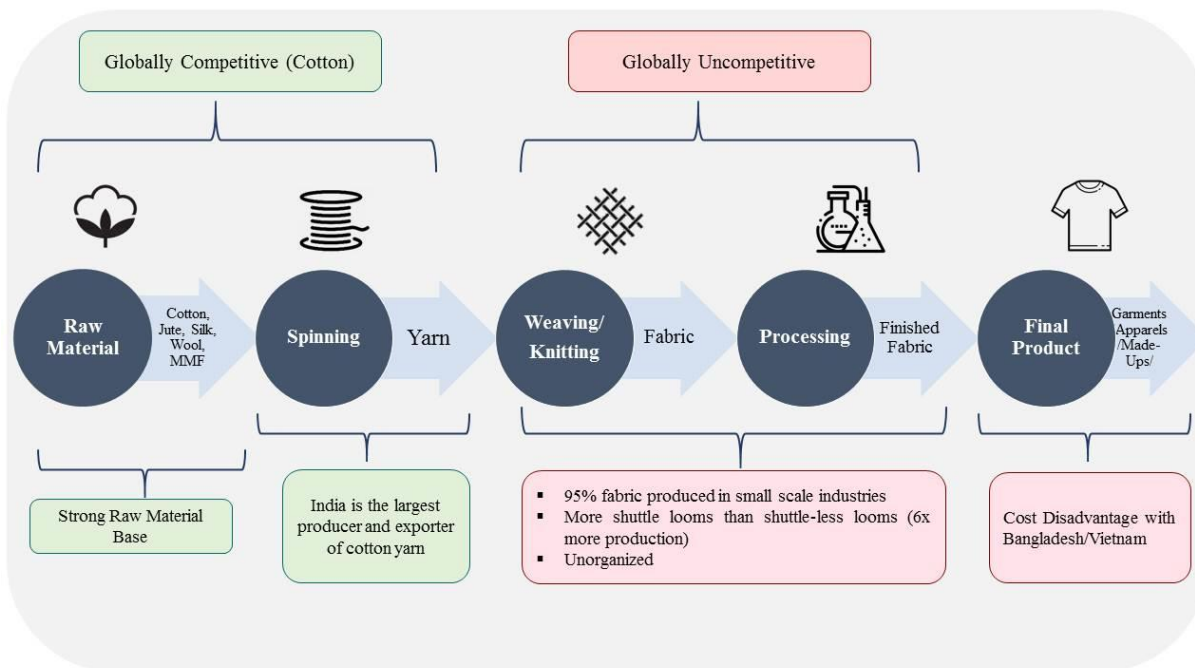 Globally Competitive (Cotton)
Globally Uncompetitive
Raw
Material
Cotton,
Jute, Silk,
Wool,
MMF
Spinning
Yarn
Weaving/
Knitting
Fabric
Processing
Finished
Fabric
Final
Product
Garments
Apparels
/Made-
Ups/
Strong Raw Material
Base
India is the largest
producer and exporter
of cotton yarn
▪ 95% fabric produced in small scale industries
▪ More shuttle looms than shuttle-less looms (6x
more production)
▪ Unorganized
Cost Disadvantage with
Bangladesh/Vietnam